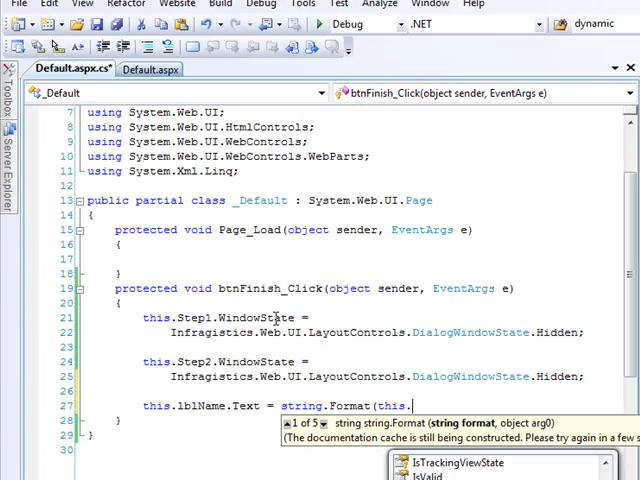 File Edit View Refactor Website Build Debug Tools Test Analyze Window Help
Debug .NET dynamic
Default.aspx.cs* Default.aspx
_Default btnFinish_Click(object sender, EventArgs e)
Toolbox
Server Explorer
7 using System.Web.UI;
8 using System.Web.UI.HtmlControls;
9 using System.Web.UI.WebControls;
10 using System.Web.UI.WebControls.WebParts;
11 using System.Xml.Linq;
12
13 public partial class _Default : System.Web.UI.Page
14 {
15 protected void Page_Load(object sender, EventArgs e)
16 {
17
18 }
19 protected void btnFinish_Click(object sender, EventArgs e)
20 {
21 this.Step1.WindowState =
22 Infragistics.Web.UI.LayoutControls.DialogWindowState.Hidden;
23
24 this.Step2.WindowState =
25 Infragistics.Web.UI.LayoutControls.DialogWindowState.Hidden;
26
27 this.lblName.Text = string.Format(this.
28 }
1 of 5 string string.Format (string format, object arg0)
29 }
(The documentation cache is still being constructed. Please try again in a few s
30
IsTrackingViewState
IsValid